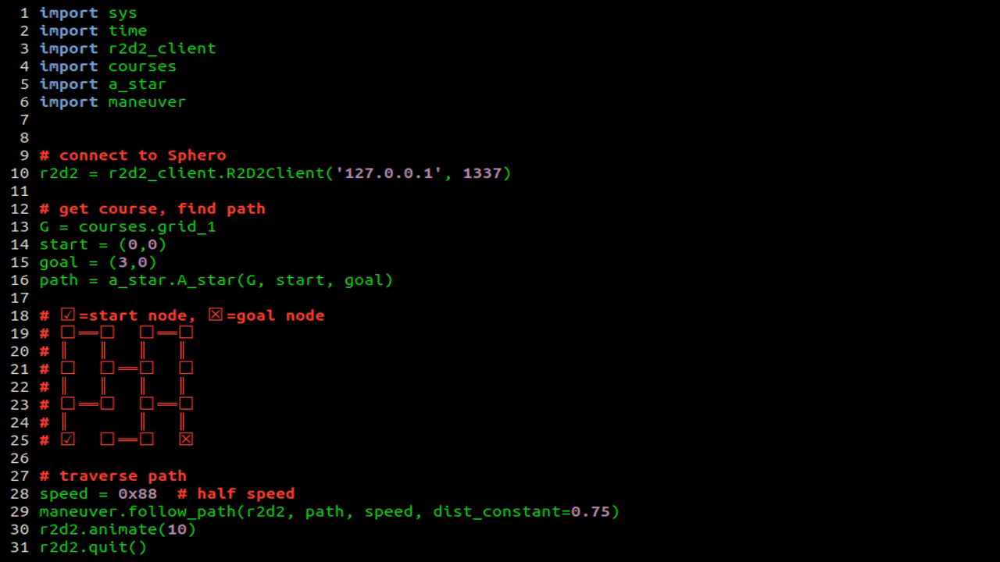 1 import sys
2 import time
3 import r2d2_client
4 import courses
5 import a_star
6 import maneuver
7
8
9 # connect to Sphero
10 r2d2 = r2d2_client.R2D2Client('127.0.0.1', 1337)
11
12 # get course, find path
13 G = courses.grid_1
14 start = (0,0)
15 goal = (3,0)
16 path = a_star.A_star(G, start, goal)
17
18 # ☑=start node, ☒=goal node
19 # ☐═☐ ☐═☐
20 # ║ ║ ║ ║
21 # ☐ ☐═☐ ☐
22 # ║ ║ ║ ║
23 # ☐═☐ ☐═☐
24 # ║   ║ ║
25 # ☑ ☐═☐ ☒
26
27 # traverse path
28 speed = 0x88  # half speed
29 maneuver.follow_path(r2d2, path, speed, dist_constant=0.75)
30 r2d2.animate(10)
31 r2d2.quit()